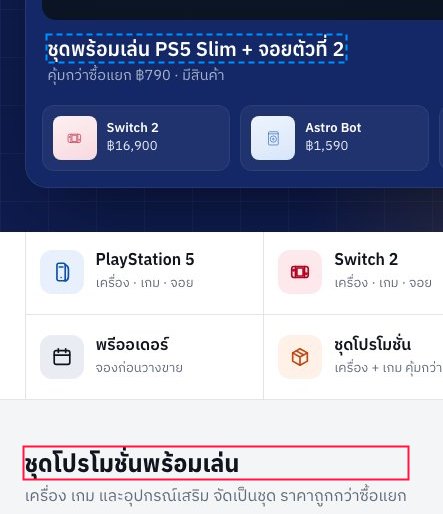 ชุดพร้อมเล่น PS5 Slim + จอยตัวที่ 2
คุ้มกว่าซื้อแยก ฿790 · มีสินค้า
Switch 2
฿16,900
Astro Bot
฿1,590
PlayStation 5
เครื่อง · เกม · จอย
Switch 2
เครื่อง · เกม · จอย
พรีออเดอร์
จองก่อนวางขาย
ชุดโปรโมชั่น
เครื่อง + เกม คุ้มกว่า
ชุดโปรโมชั่นพร้อมเล่น
เครื่อง เกม และอุปกรณ์เสริม จัดเป็นชุด ราคาถูกกว่าซื้อแยก